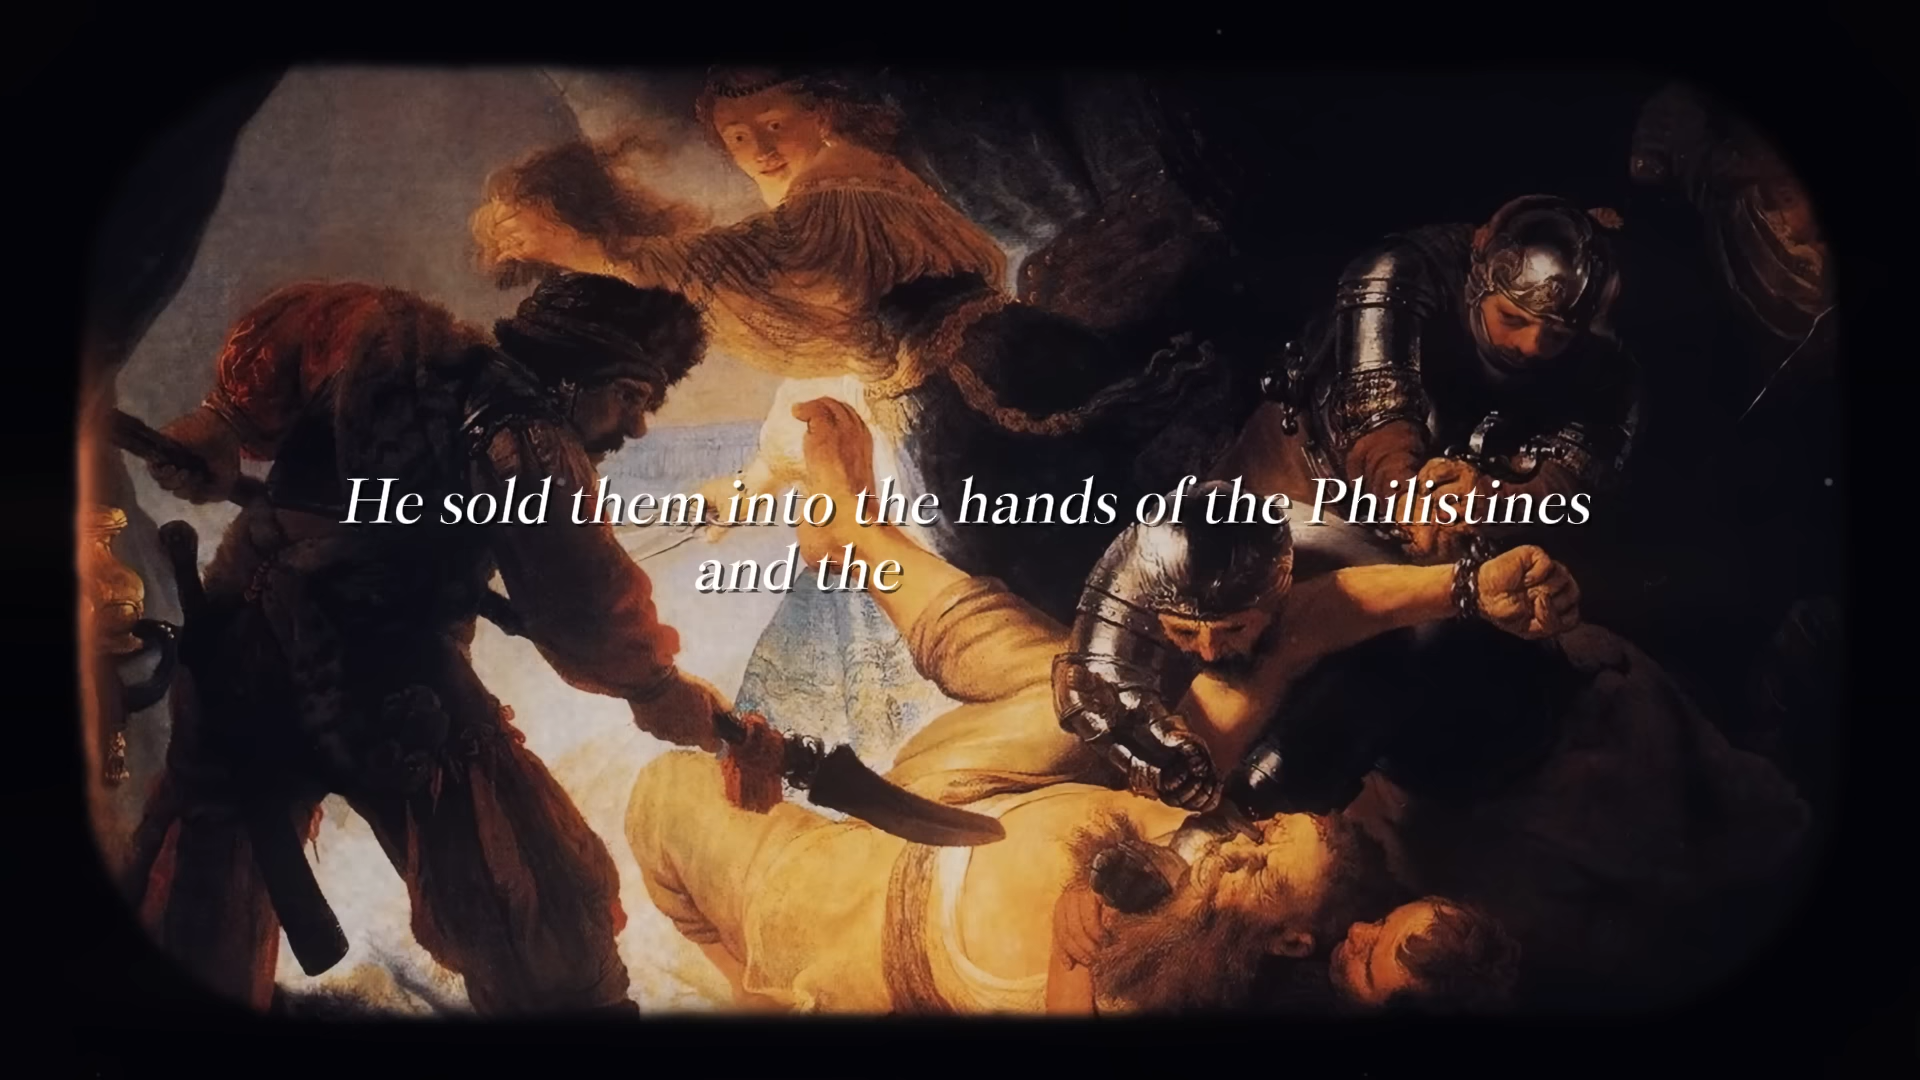 He sold them into the hands of the Philistines
and the